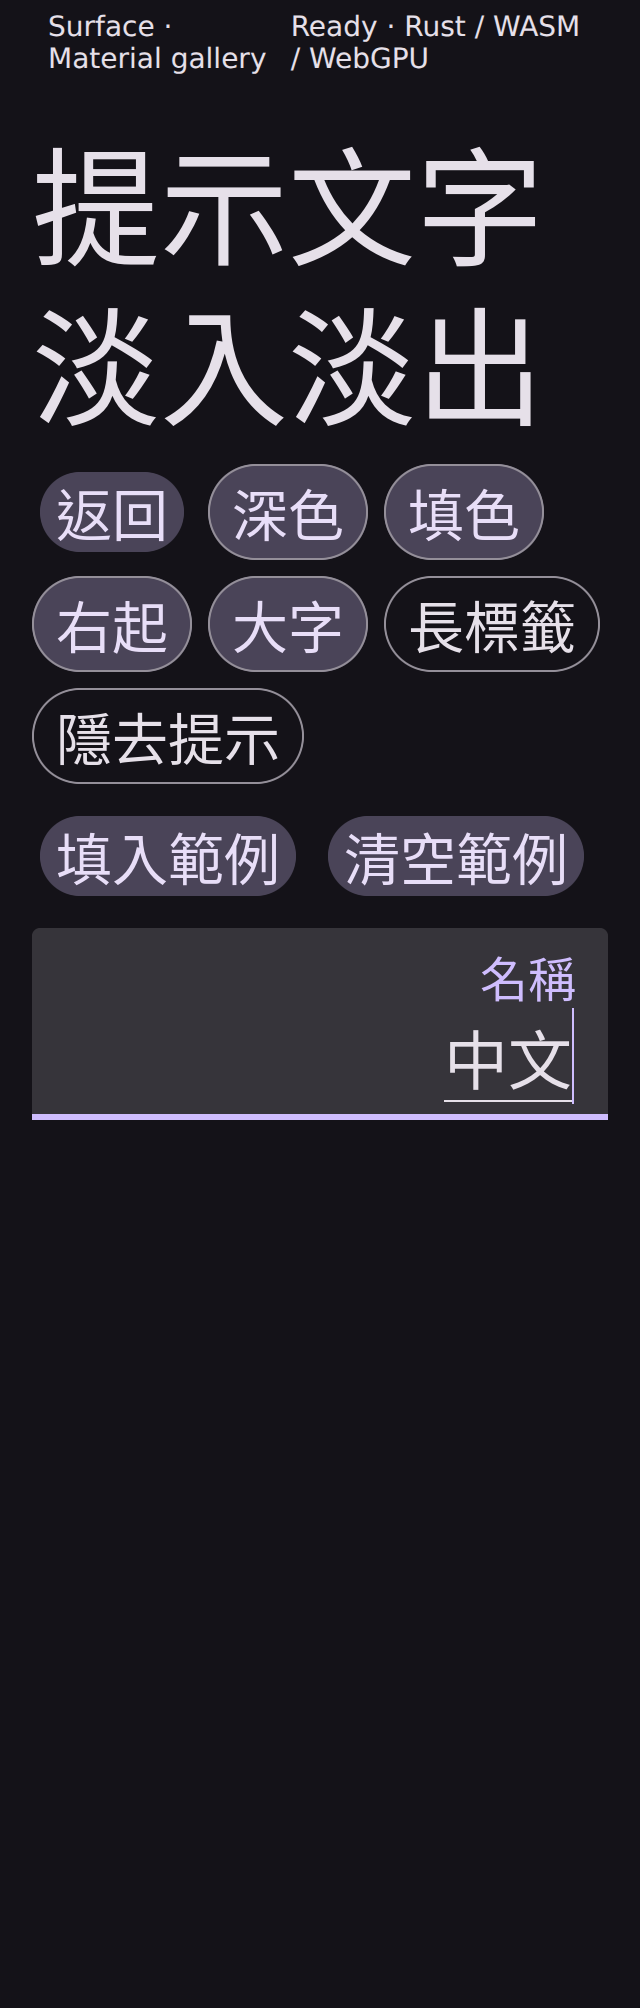 Surface ·
Material gallery
Ready · Rust / WASM
/ WebGPU
提示文字
淡入淡出
返回 深色 填色
右起 大字 長標籤
隱去提示
填入範例 清空範例
名稱
中文